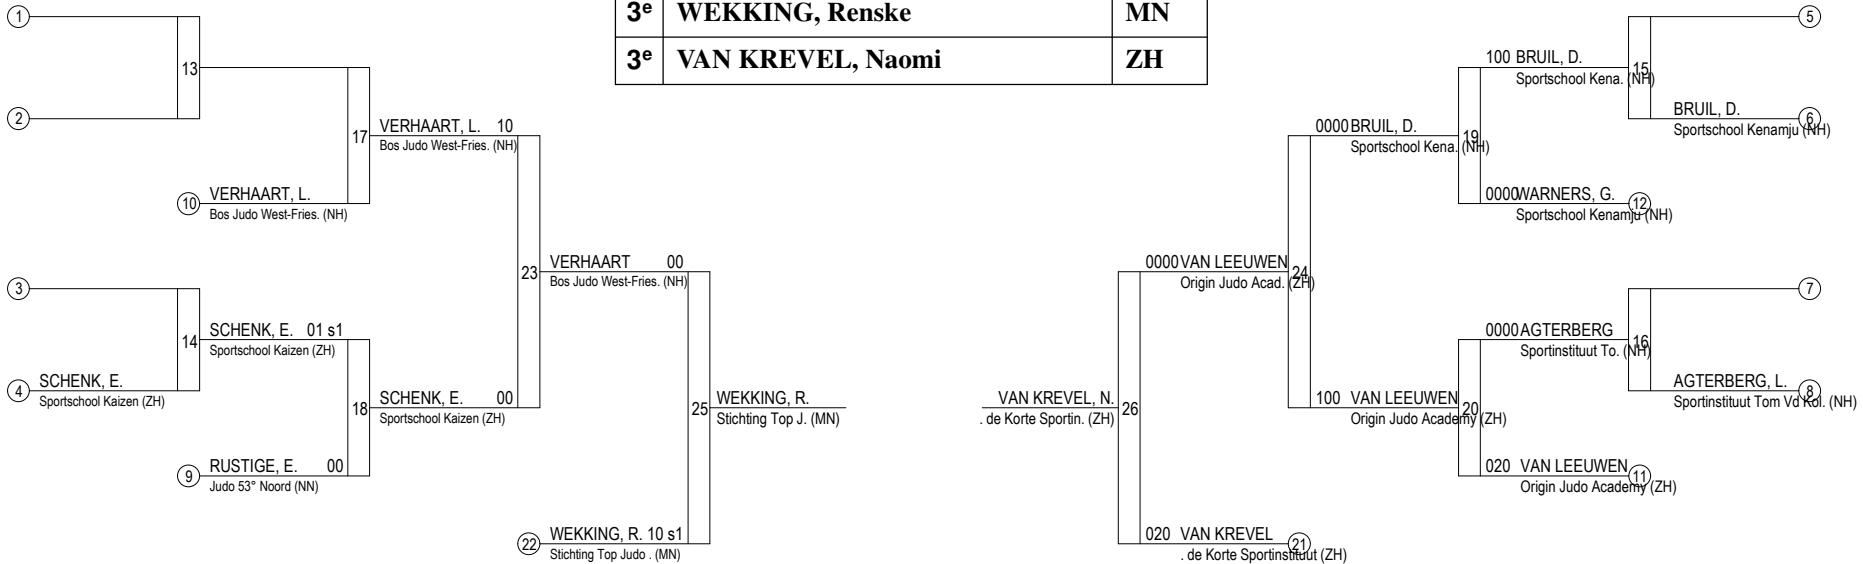 3e WEKKING, Renske MN
3e VAN KREVEL, Naomi ZH
1
13
2
17
VERHAART, L. 10
Bos Judo West-Fries. (NH)
10
VERHAART, L.
Bos Judo West-Fries. (NH)
23
VERHAART 00
Bos Judo West-Fries. (NH)
3
14
SCHENK, E. 01 s1
Sportschool Kaizen (ZH)
4
SCHENK, E.
Sportschool Kaizen (ZH)
18
SCHENK, E. 00
Sportschool Kaizen (ZH)
9
RUSTIGE, E. 00
Judo 53° Noord (NN)
25
WEKKING, R.
Stichting Top J. (MN)
22
WEKKING, R. 10 s1
Stichting Top Judo . (MN)
5
100 BRUIL, D.
Sportschool Kena. (NH)
15
BRUIL, D.
Sportschool Kenamju (NH)
6
0000 BRUIL, D.
Sportschool Kena. (NH)
19
0000 WARNERS, G.
Sportschool Kenamju (NH)
12
0000 VAN LEEUWEN
Origin Judo Acad. (ZH)
24
7
0000 AGTERBERG
Sportinstituut To. (NH)
16
AGTERBERG, L.
Sportinstituut Tom Vd Kol. (NH)
8
100 VAN LEEUWEN
Origin Judo Academy (ZH)
20
020 VAN LEEUWEN
Origin Judo Academy (ZH)
11
VAN KREVEL, N.
. de Korte Sportin. (ZH)
26
020 VAN KREVEL
. de Korte Sportinstituut (ZH)
21